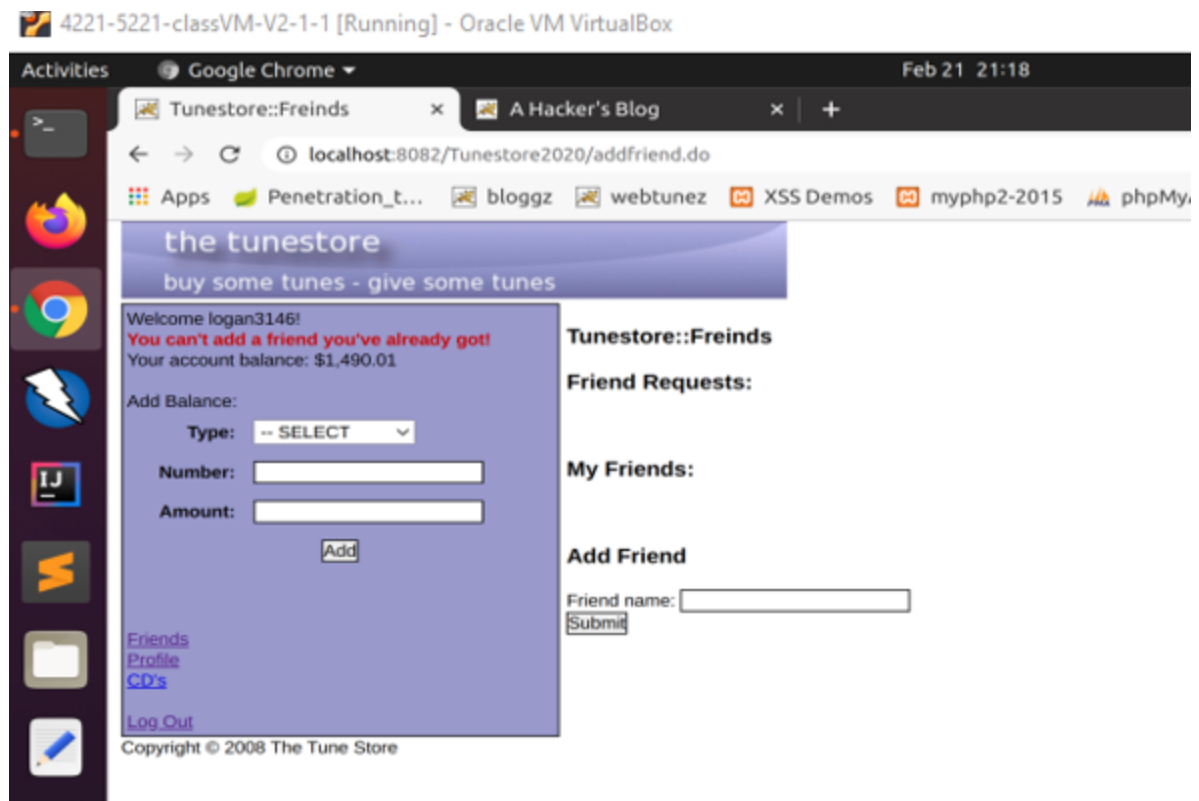 4221-5221-classVM-V2-1-1 [Running] - Oracle VM VirtualBox
Activities Google Chrome Feb 21 21:18
Tunestore::Freinds A Hacker's Blog
localhost:8082/Tunestore2020/addfriend.do
Apps Penetration_t... bloggz webtunez XSS Demos myphp2-2015
the tunestore
buy some tunes - give some tunes
Welcome logan3146!
You can't add a friend you've already got!
Your account balance: $1,490.01
Add Balance:
Type: -- SELECT
Number:
Amount:
Add
Friends
Profile
CD's
Log Out
Tunestore::Freinds
Friend Requests:
My Friends:
Add Friend
Friend name:
Submit
Copyright © 2008 The Tune Store